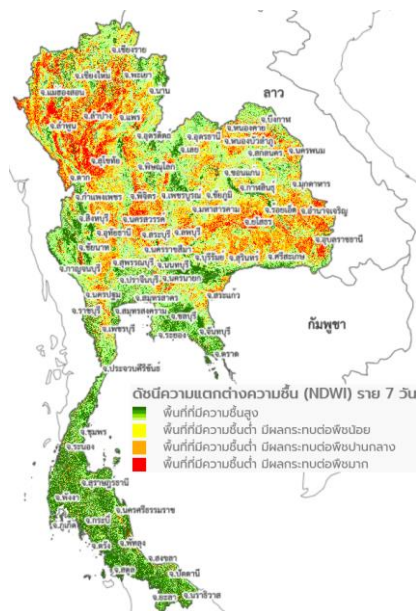 จ.เชียงราย
จ.เชียงใหม่ จ.พะเยา
จ.แม่ฮ่องสอน จ.น่าน
จ.ลำปาง จ.แพร่
จ.ลำพูน
ลาว
จ.บึงกาฬ
จ.อุตรดิตถ์ จ.อุดรธานี จ.หนองคาย
จ.เลย จ.หนองบัวลำภู
จ.สุโขทัย จ.พิษณุโลก จ.สกลนคร จ.นครพนม
จ.ตาก จ.ขอนแก่น
จ.กาฬสินธุ์ จ.มุกดาหาร
จ.กำแพงเพชร จ.พิจิตร จ.เพชรบูรณ์ จ.ชัยภูมิ
จ.มหาสารคาม จ.ร้อยเอ็ด จ.อำนาจเจริญ
จ.สิงห์บุรี จ.นครสวรรค์ จ.ยโสธร
จ.อุทัยธานี จ.สระบุรี จ.ลพบุรี
จ.อุบลราชธานี
จ.ชัยนาท จ.นครราชสีมา จ.บุรีรัมย์ จ.สุรินทร์ จ.ศรีสะเกษ
จ.กาญจนบุรี จ.สุพรรณบุรี จ.นนทบุรี
จ.ปราจีนบุรี จ.นครนายก
จ.นครปฐม จ.สมุทรสาคร จ.สระแก้ว
จ.ราชบุรี จ.สมุทรสงคราม จ.ชลบุรี
จ.เพชรบุรี จ.ระยอง จ.จันทบุรี
จ.ตราด
กัมพูชา
จ.ประจวบคีรีขันธ์
ดัชนีความแตกต่างความชื้น (NDWI) ราย 7 วัน
พื้นที่ที่มีความชื้นสูง
พื้นที่ที่มีความชื้นต่ำ มีผลกระทบต่อพืชน้อย
พื้นที่ที่มีความชื้นต่ำ มีผลกระทบต่อพืชปานกลาง
พื้นที่ที่มีความชื้นต่ำ มีผลกระทบต่อพืชมาก
จ.ชุมพร
จ.ระนอง
จ.สุราษฎร์ธานี
จ.พังงา
จ.นครศรีธรรมราช
จ.ภูเก็ต จ.กระบี่
จ.ตรัง จ.พัทลุง
จ.สตูล จ.สงขลา
จ.ปัตตานี
จ.ยะลา จ.นราธิวาส